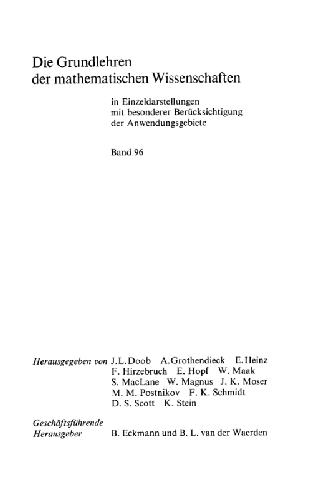 Die Grundlehren
der mathematischen Wissenschaften
in Einzeldarstellungen
mit besonderer Berücksichtigung
der Anwendungsgebiete
Band 96
Herausgegeben von J. L. Doob A. Grothendieck E. Heinz
F. Hirzebruch E. Hopf W. Maak
S. MacLane W. Magnus J. K. Moser
M. M. Postnikov F. K. Schmidt
D. S. Scott K. Stein
Geschäftsführende
Herausgeber B. Eckmann und B. L. van der Waerden